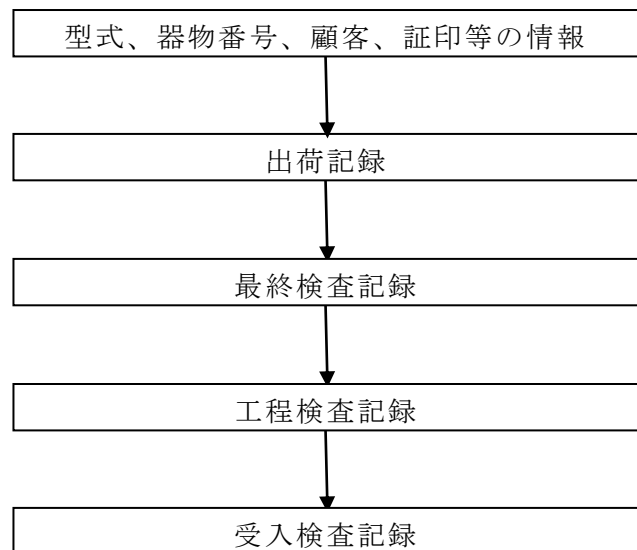 型式、器物番号、顧客、証印等の情報
出荷記録
最終検査記録
工程検査記録
受入検査記録